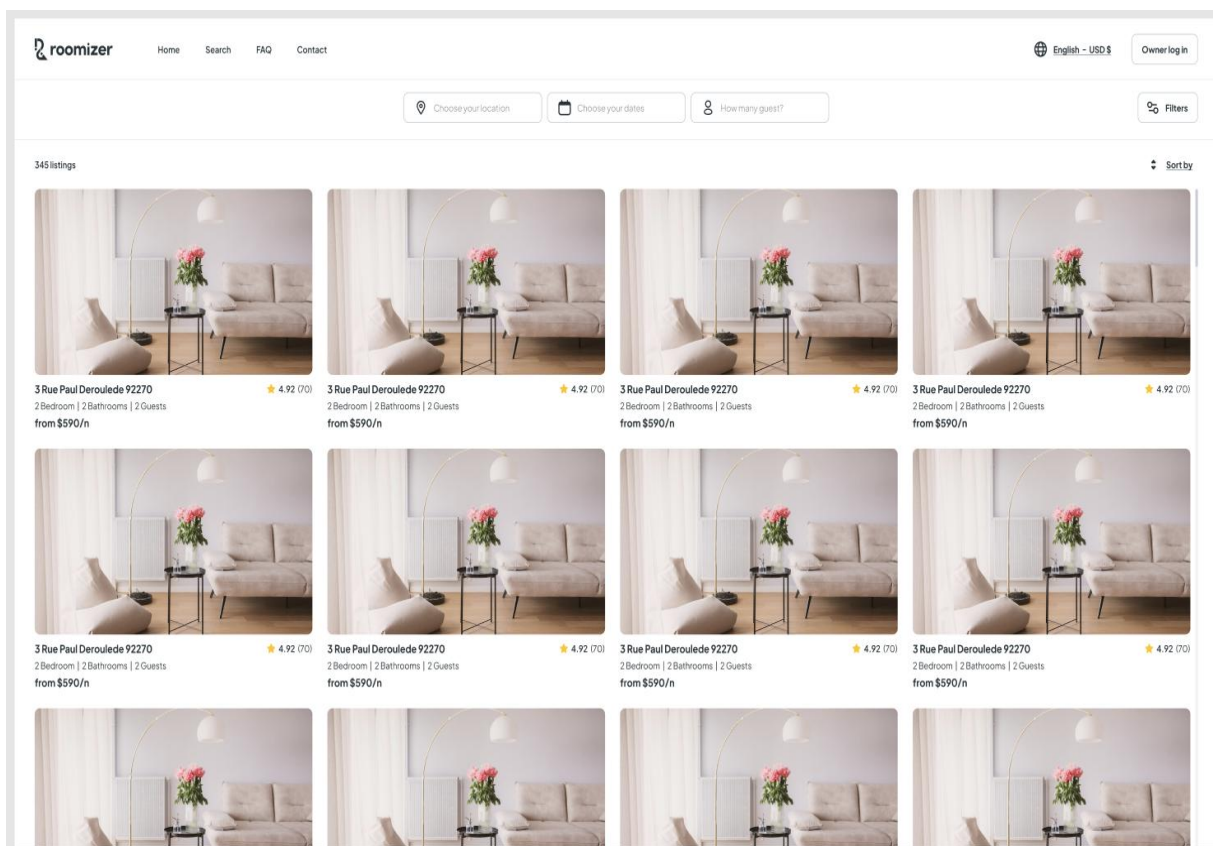 roomizer
Home Search FAQ Contact
English - USD $
Owner log in
Choose your location
Choose your dates
How many guest?
Filters
345 listings
Sort by
3 Rue Paul Deroulede 92270 4.92 (70) 3 Rue Paul Deroulede 92270 4.92 (70) 3 Rue Paul Deroulede 92270 4.92 (70) 3 Rue Paul Deroulede 92270 4.92 (70)
2 Bedroom | 2 Bathrooms | 2 Guests 2 Bedroom | 2 Bathrooms | 2 Guests 2 Bedroom | 2 Bathrooms | 2 Guests 2 Bedroom | 2 Bathrooms | 2 Guests
from $590/n from $590/n from $590/n from $590/n
3 Rue Paul Deroulede 92270 4.92 (70) 3 Rue Paul Deroulede 92270 4.92 (70) 3 Rue Paul Deroulede 92270 4.92 (70) 3 Rue Paul Deroulede 92270 4.92 (70)
2 Bedroom | 2 Bathrooms | 2 Guests 2 Bedroom | 2 Bathrooms | 2 Guests 2 Bedroom | 2 Bathrooms | 2 Guests 2 Bedroom | 2 Bathrooms | 2 Guests
from $590/n from $590/n from $590/n from $590/n